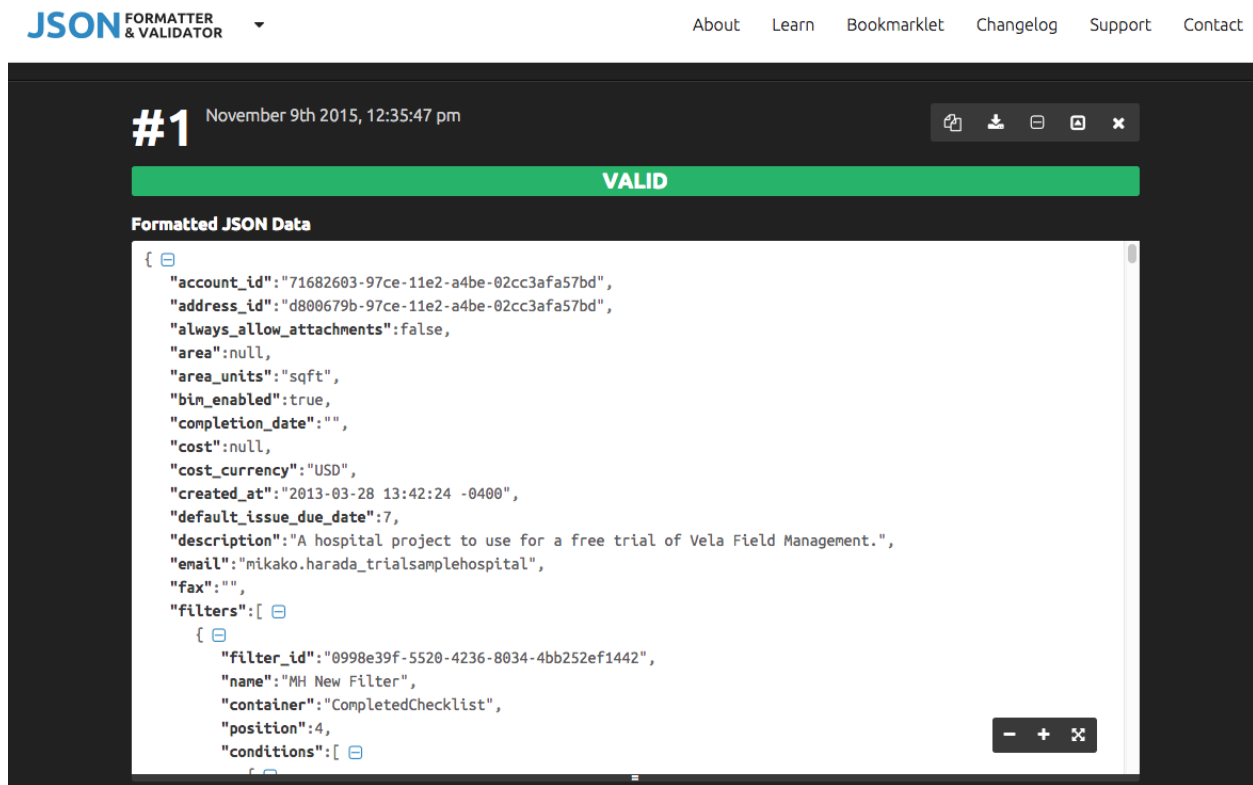 JSON FORMATTER & VALIDATOR
About Learn Bookmarklet Changelog Support Contact
#1 November 9th 2015, 12:35:47 pm
VALID
Formatted JSON Data
{
"account_id":"71682603-97ce-11e2-a4be-02cc3afa57bd",
"address_id":"d800679b-97ce-11e2-a4be-02cc3afa57bd",
"always_allow_attachments":false,
"area":null,
"area_units":"sqft",
"bim_enabled":true,
"completion_date":"",
"cost":null,
"cost_currency":"USD",
"created_at":"2013-03-28 13:42:24 -0400",
"default_issue_due_date":7,
"description":"A hospital project to use for a free trial of Vela Field Management.",
"email":"mikako.harada_trialsamplehospital",
"fax":"",
"filters":[
{
"filter_id":"0998e39f-5520-4236-8034-4bb252ef1442",
"name":"MH New Filter",
"container":"CompletedChecklist",
"position":4,
"conditions":[